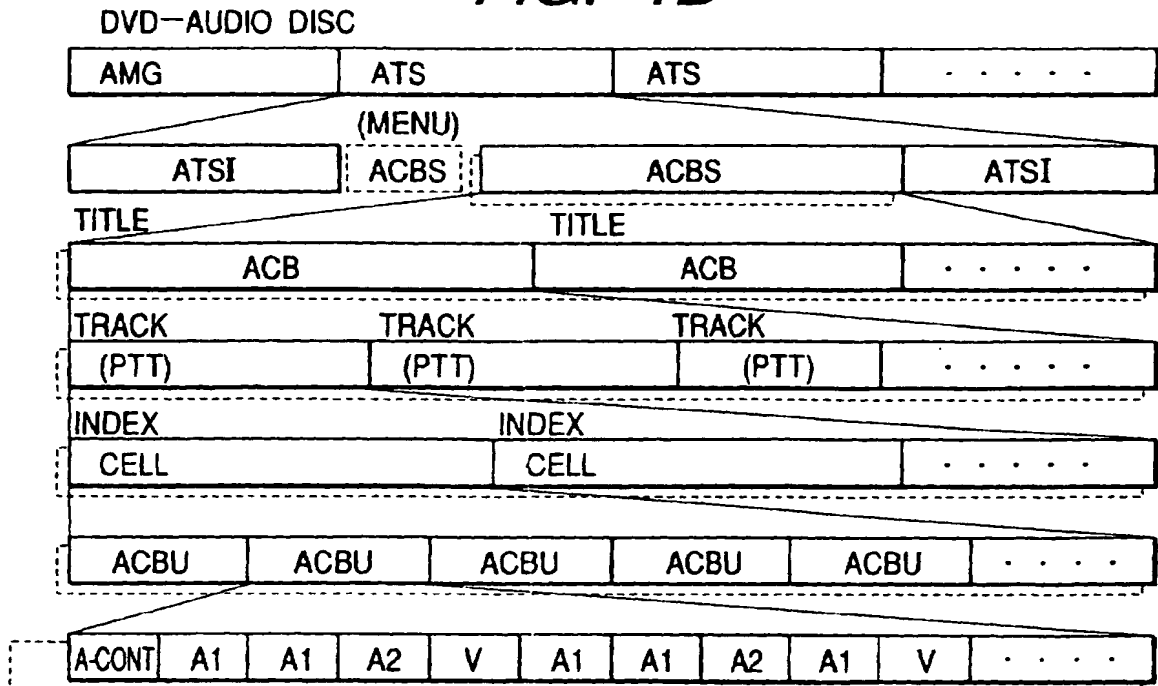 DVD-AUDIO DISC
AMG ATS ATS · · · · ·
(MENU)
ATSI ACBS ACBS ATSI
TITLE TITLE
ACB ACB · · · · ·
TRACK TRACK TRACK
(PTT) (PTT) (PTT) · · · · ·
INDEX INDEX
CELL CELL · · · · ·
ACBU ACBU ACBU ACBU ACBU · · · ·
A-CONT A1 A1 A2 V A1 A1 A2 A1 V · · · ·